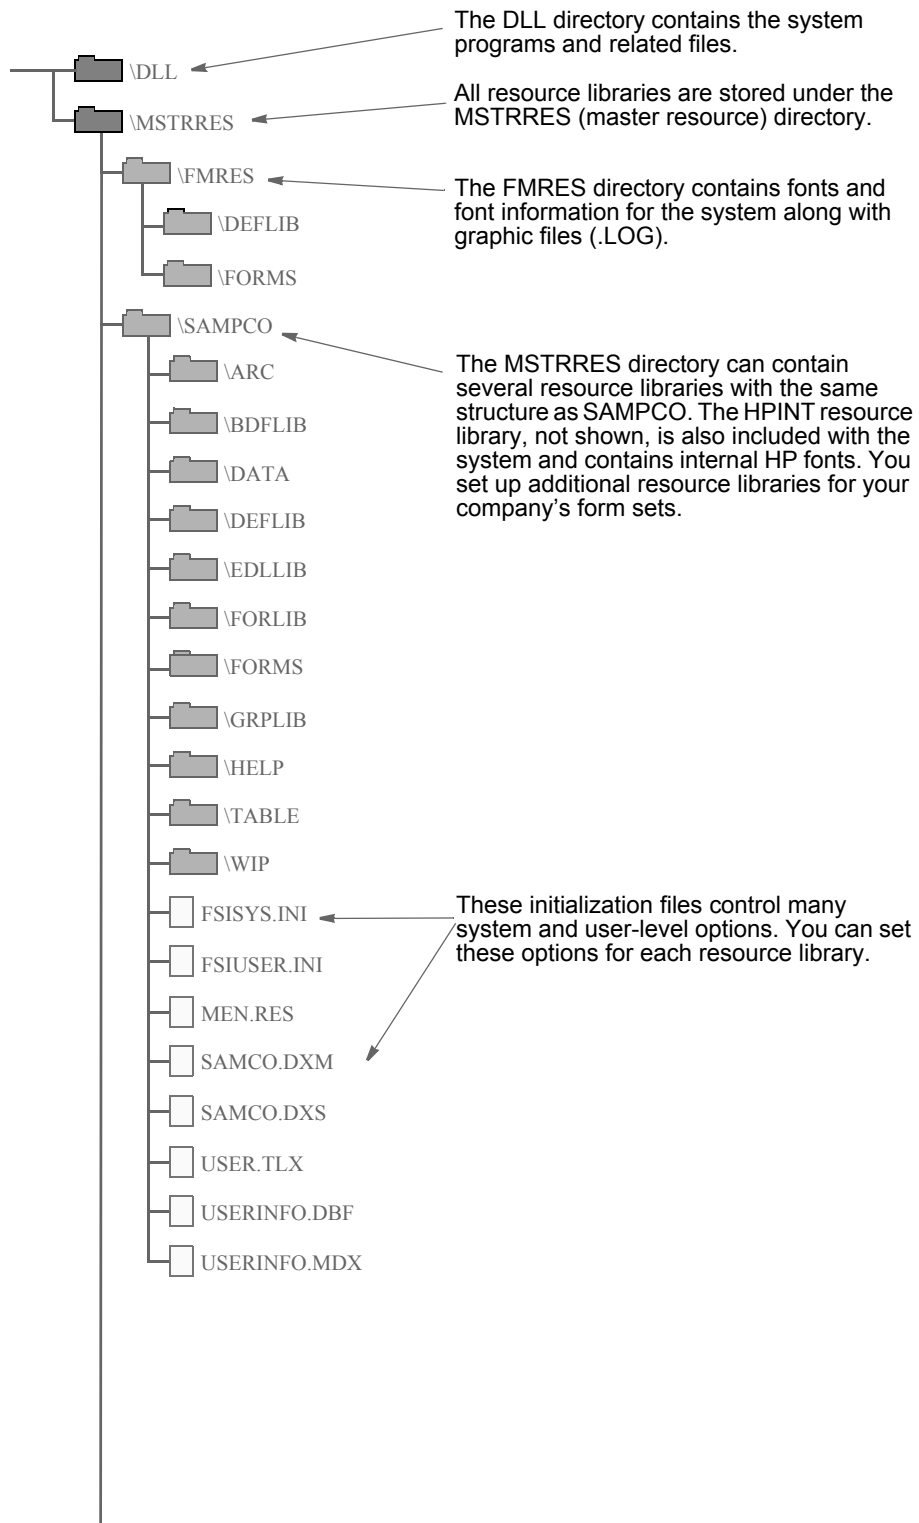 The DLL directory contains the system
programs and related files.
\DLL
All resource libraries are stored under the
MSTRRES (master resource) directory.
\MSTRRES
\FMRES
The FMRES directory contains fonts and
font information for the system along with
graphic files (.LOG).
\DEFLIB
\FORMS
\SAMPCO
The MSTRRES directory can contain
several resource libraries with the same
structure as SAMPCO. The HPINT resource
library, not shown, is also included with the
system and contains internal HP fonts. You
set up additional resource libraries for your
company’s form sets.
\ARC
\BDFLIB
\DATA
\DEFLIB
\EDLLIB
\FORLIB
\FORMS
\GRPLIB
\HELP
\TABLE
\WIP
These initialization files control many
system and user-level options. You can set
these options for each resource library.
FSISYS.INI
FSIUSER.INI
MEN.RES
SAMCO.DXM
SAMCO.DXS
USER.TLX
USERINFO.DBF
USERINFO.MDX